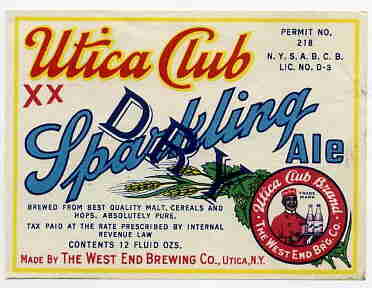 Utica Club
PERMIT NO.
218
N.Y.S.A.B.C.B.
LIC. NO. D-3
XX
Sparkling
DRY
Ale
BREWED FROM BEST QUALITY MALT, CEREALS AND
HOPS. ABSOLUTELY PURE.
TAX PAID AT THE RATE PRESCRIBED BY INTERNAL
REVENUE LAW
CONTENTS 12 FLUID OZS.
MADE BY THE WEST END BREWING CO., UTICA, N.Y.
Utica Club Brand
TRADE MARK
THE WEST END BRG CO.